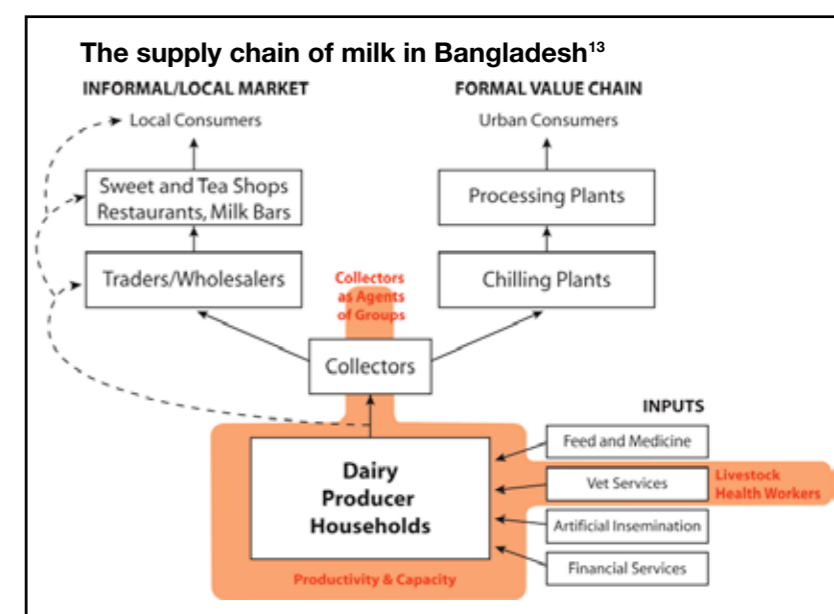 The supply chain of milk in Bangladesh¹³
INFORMAL/LOCAL MARKET
Local Consumers
Sweet and Tea Shops
Restaurants, Milk Bars
Traders/Wholesalers
FORMAL VALUE CHAIN
Urban Consumers
Processing Plants
Chilling Plants
Collectors
as Agents
of Groups
Collectors
Dairy
Producer
Households
Productivity & Capacity
INPUTS
Feed and Medicine
Vet Services
Livestock
Health Workers
Artificial Insemination
Financial Services